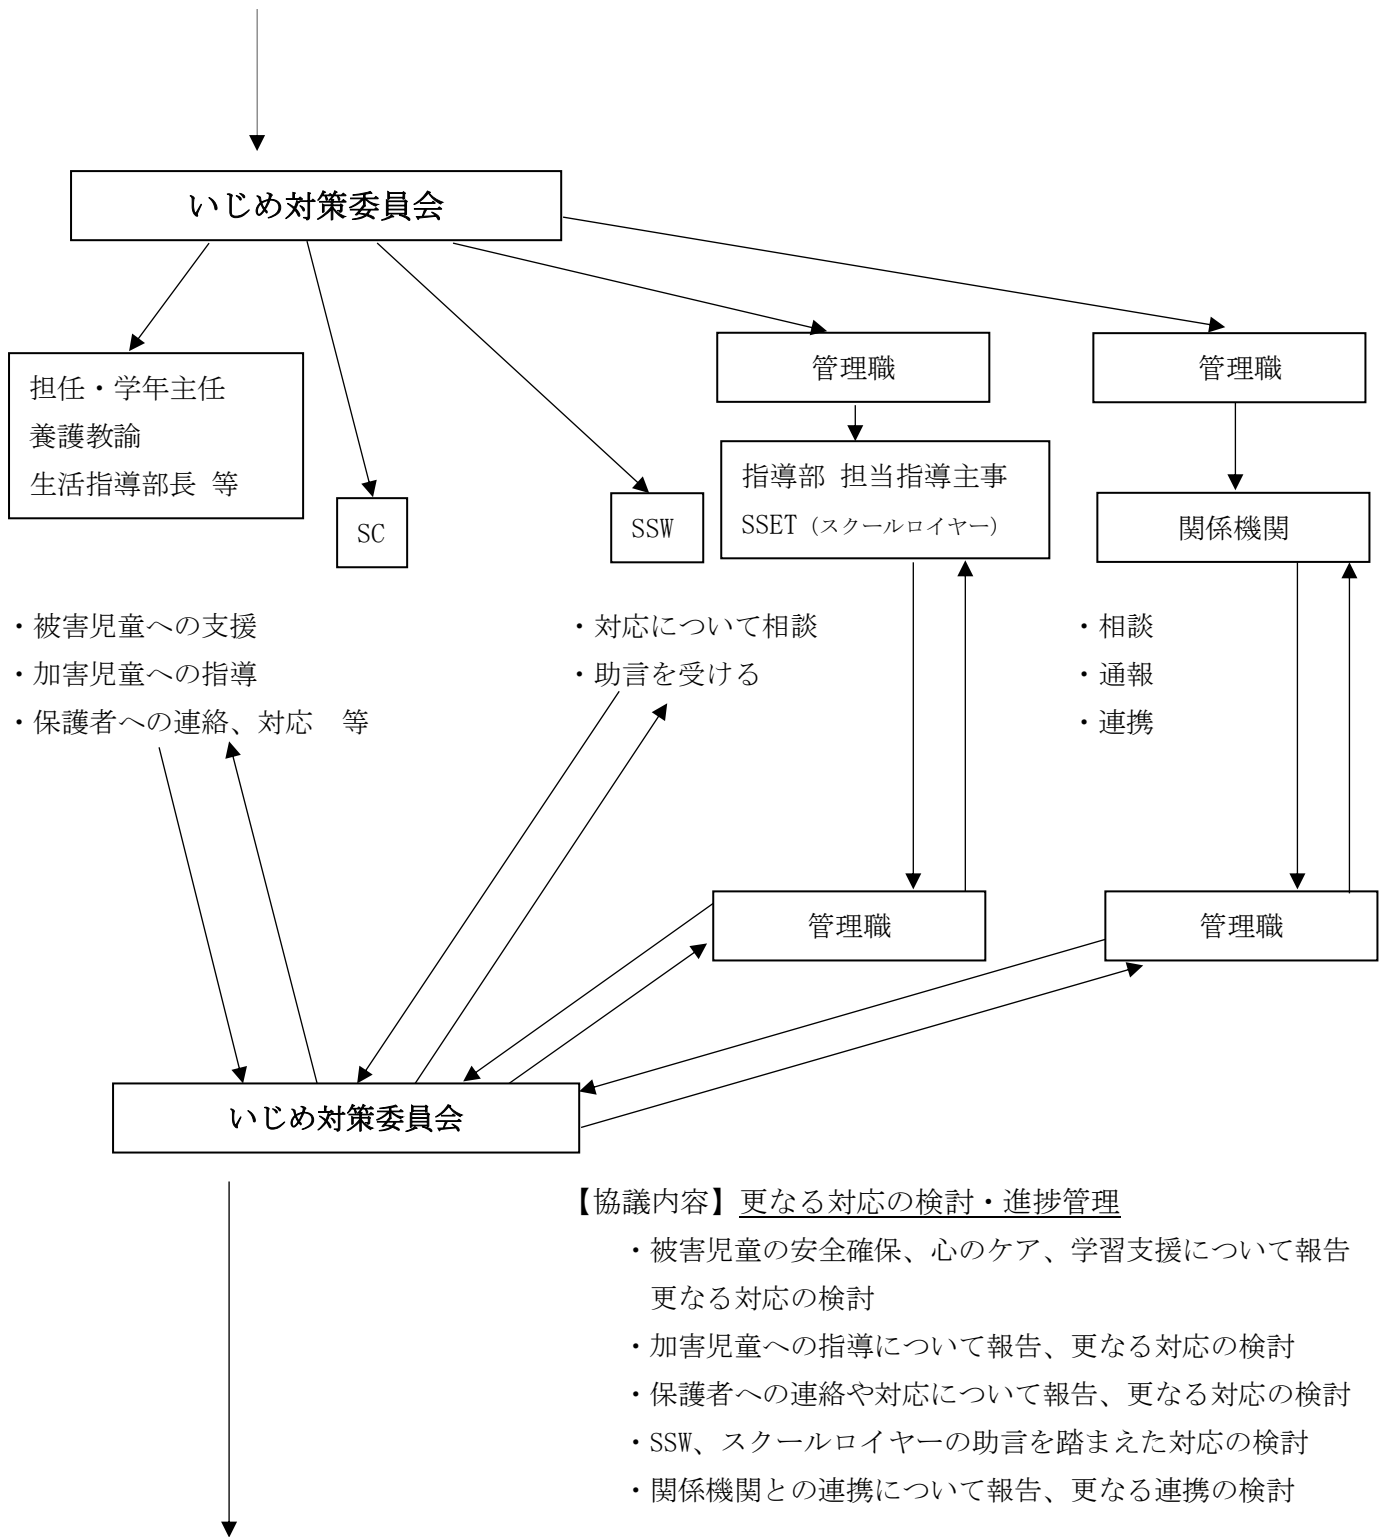 いじめ対策委員会
管理職
管理職
担任・学年主任
養護教諭
生活指導部長 等
SC
SSW
指導部 担当指導主事
SSET（スクールロイヤー）
関係機関
・被害児童への支援
・加害児童への指導
・保護者への連絡、対応　等
・対応について相談
・助言を受ける
・相談
・通報
・連携
管理職
管理職
いじめ対策委員会
【協議内容】更なる対応の検討・進捗管理
・被害児童の安全確保、心のケア、学習支援について報告
更なる対応の検討
・加害児童への指導について報告、更なる対応の検討
・保護者への連絡や対応について報告、更なる対応の検討
・SSW、スクールロイヤーの助言を踏まえた対応の検討
・関係機関との連携について報告、更なる連携の検討